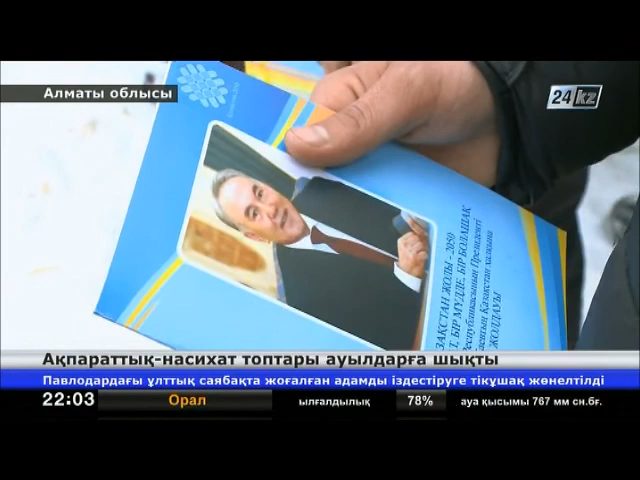 Алматы облысы
24kz
ЗАҚСТАН ЖОЛЫ - 2050
Т, БІР МҮДДЕ, БІР БОЛАШАҚ
Республикасының Президенті
Қазақстан халқына
ЖОЛДАУЫ
Ақпараттық-насихат топтары ауылдарға шықты
Павлодардағы ұлттық саябақта жоғалған адамды іздестіруге тікұшақ жөнелтілді
22:03 Орал ылғалдылық 78% ауа қысымы 767 мм сн.бғ.